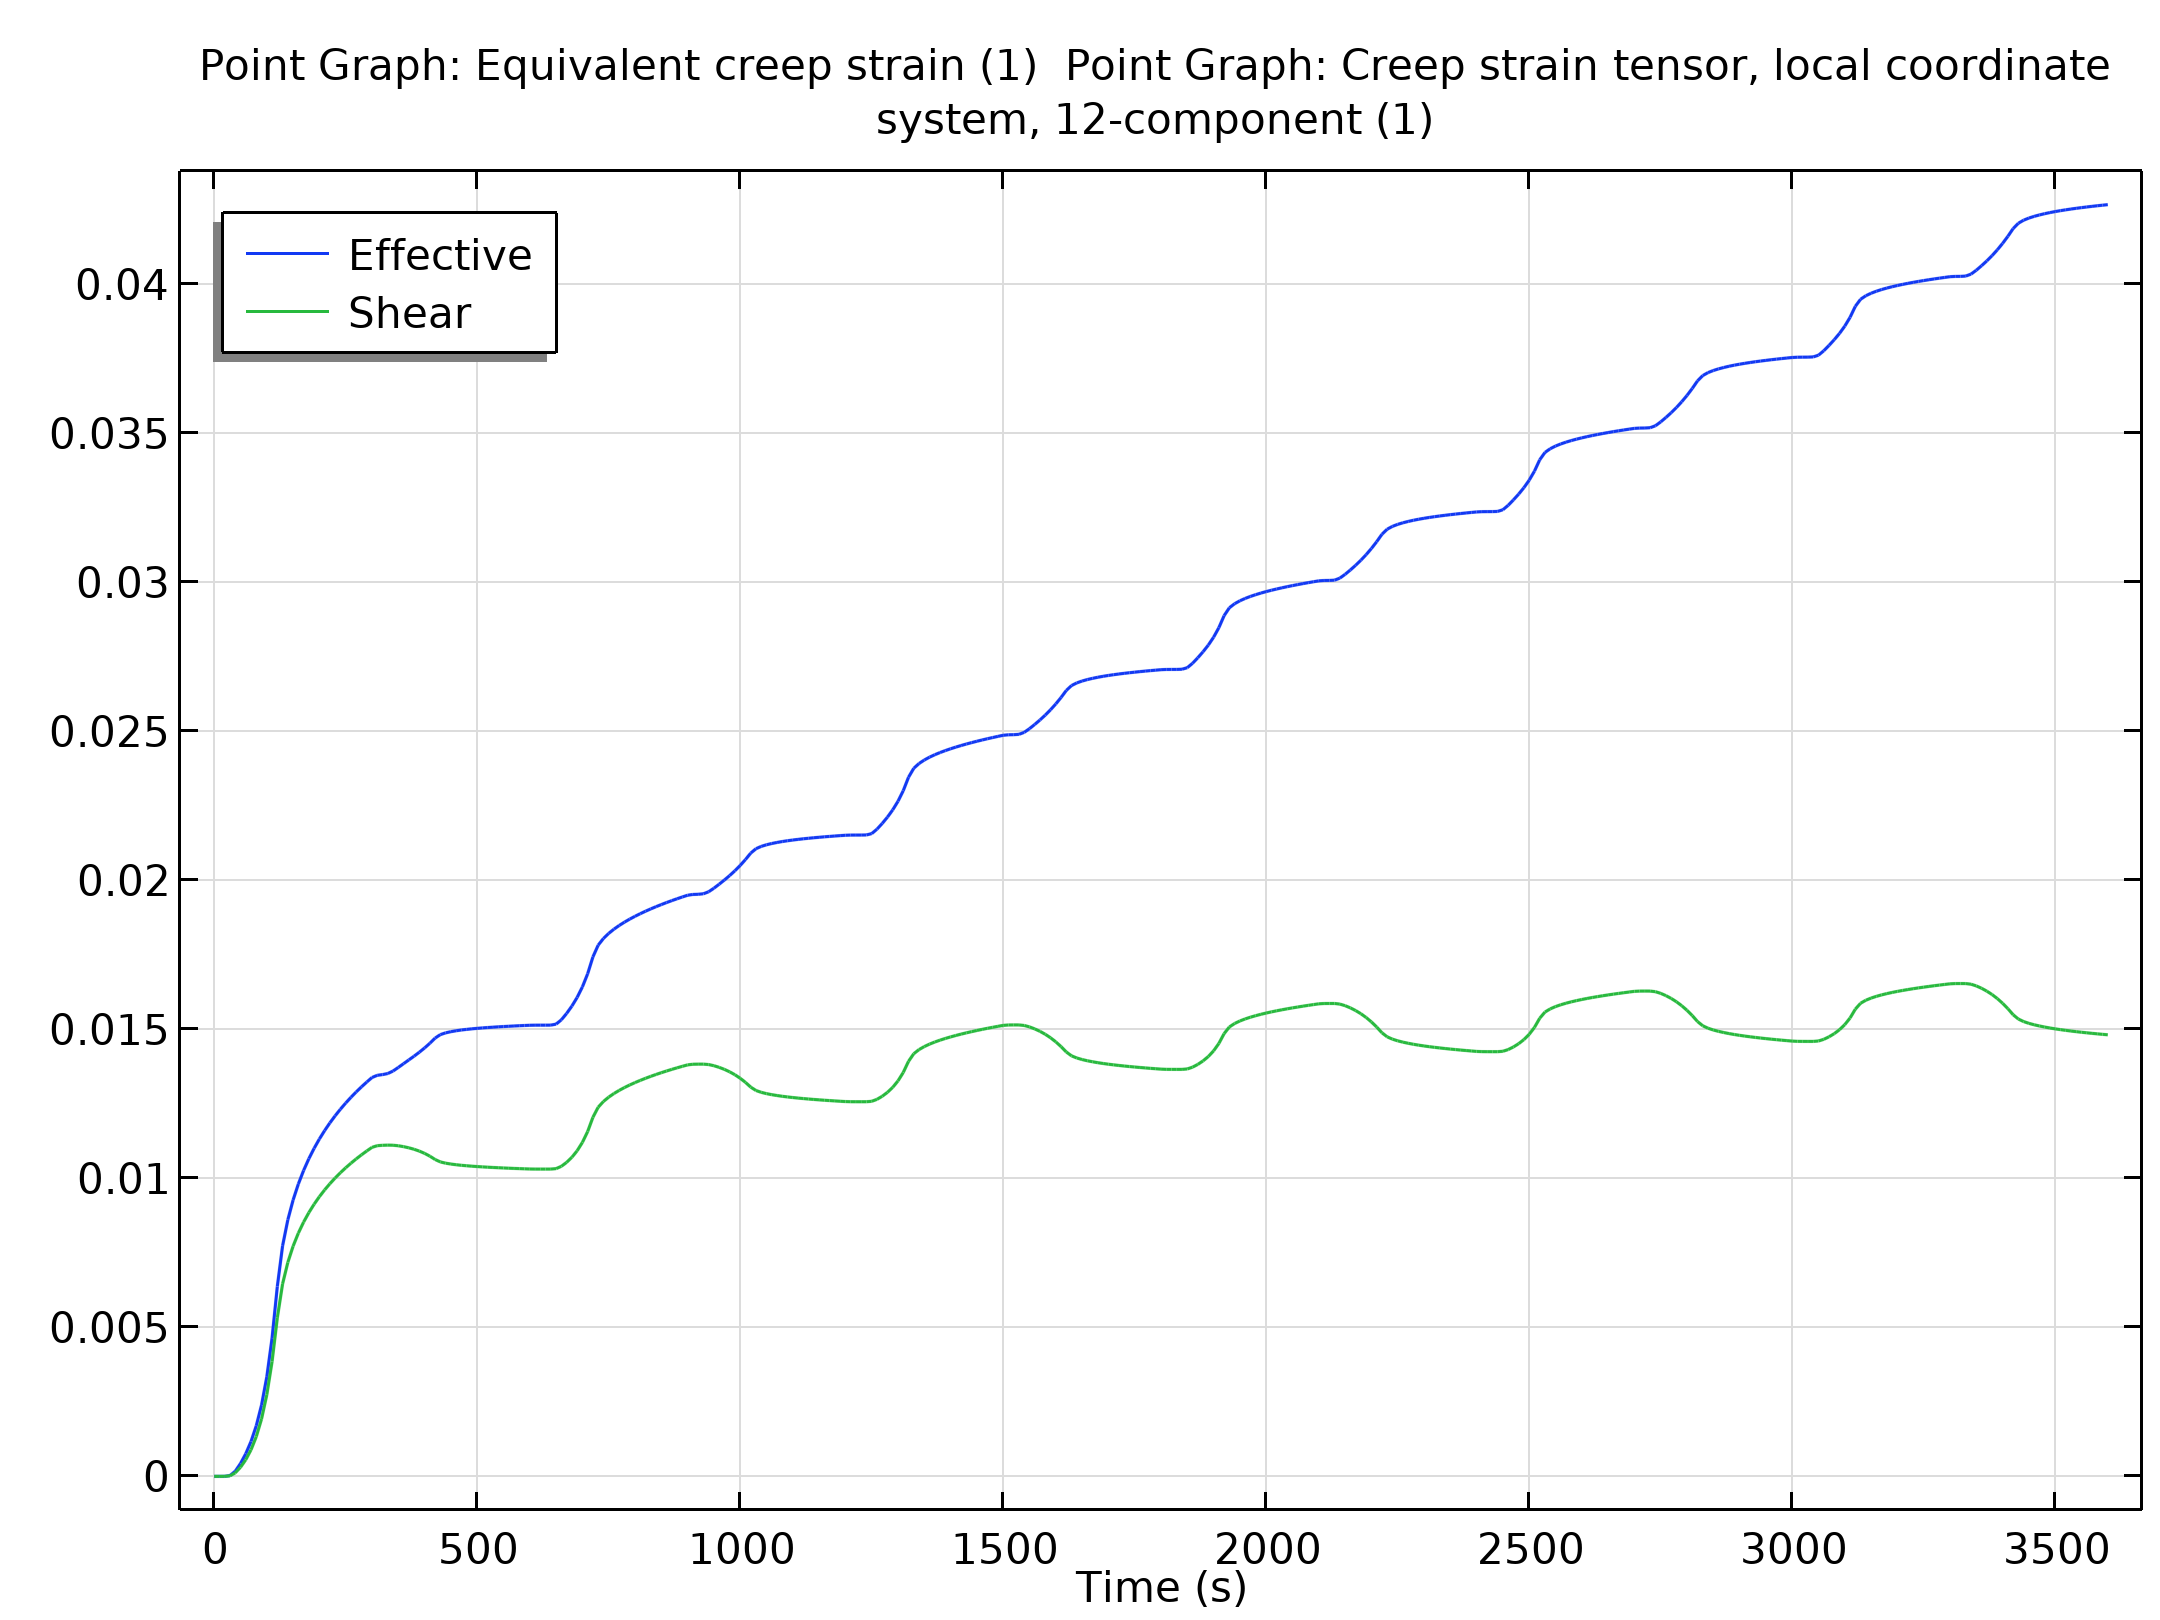 Point Graph: Equivalent creep strain (1)  Point Graph: Creep strain tensor, local coordinate
system, 12-component (1)
Effective
Shear
0.04
0.035
0.03
0.025
0.02
0.015
0.01
0.005
0
0 500 1000 1500 2000 2500 3000 3500
Time (s)